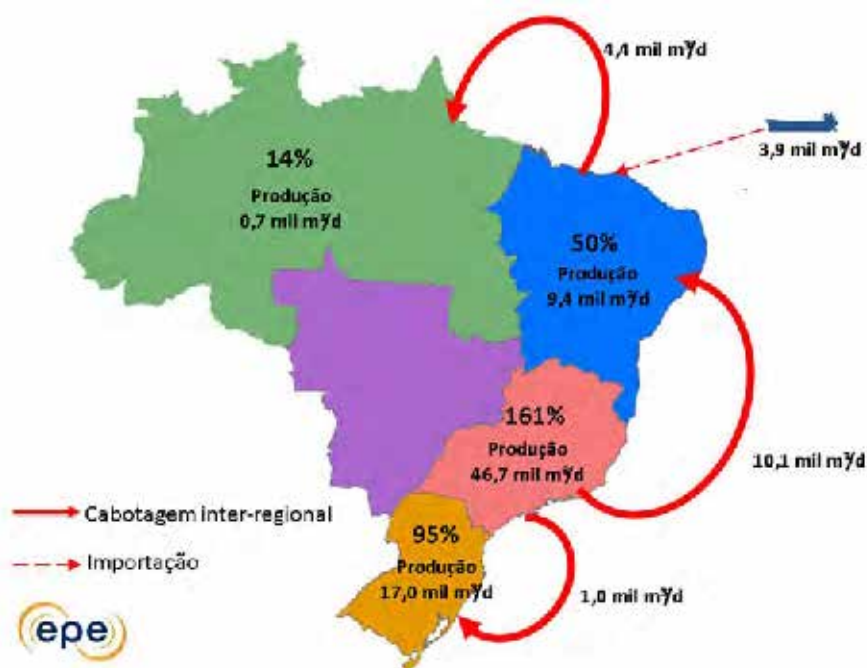 4,4 mil m³/d
3,9 mil m³/d
14%
Produção
0,7 mil m³/d
50%
Produção
9,4 mil m³/d
161%
Produção
46,7 mil m³/d
10,1 mil m³/d
95%
Produção
17,0 mil m³/d
1,0 mil m³/d
Cabotagem inter-regional
Importação
epe